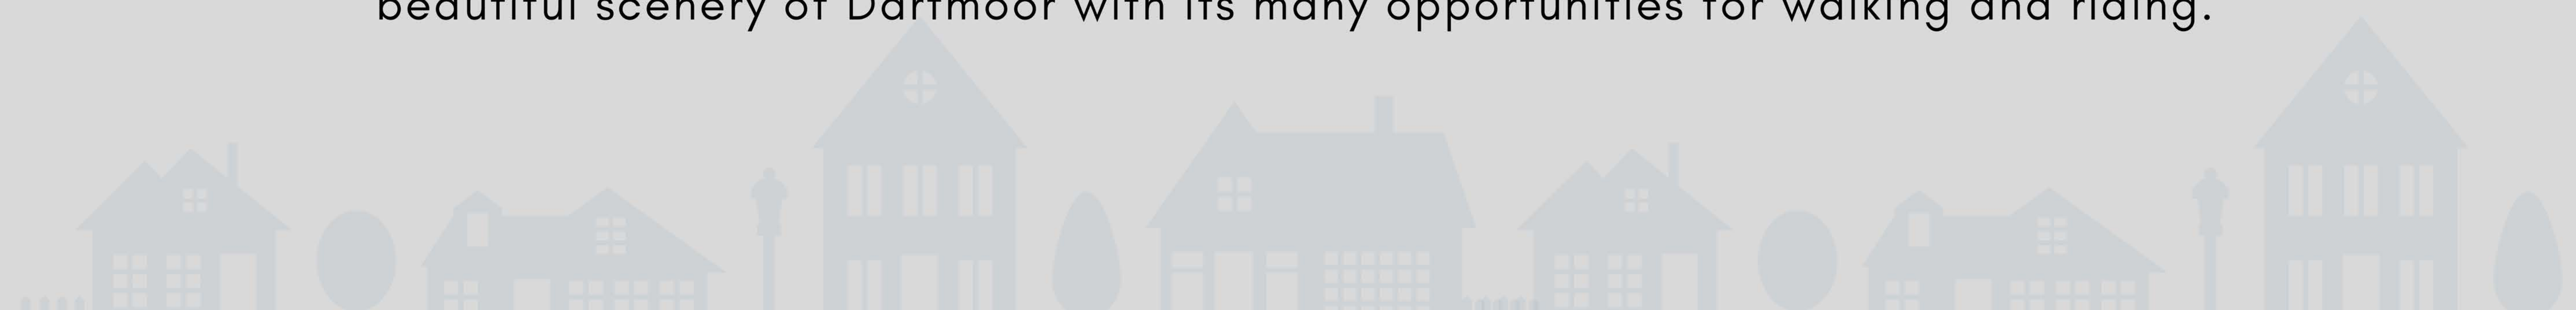 beautiful scenery of Dartmoor with its many opportunities for walking and riding.